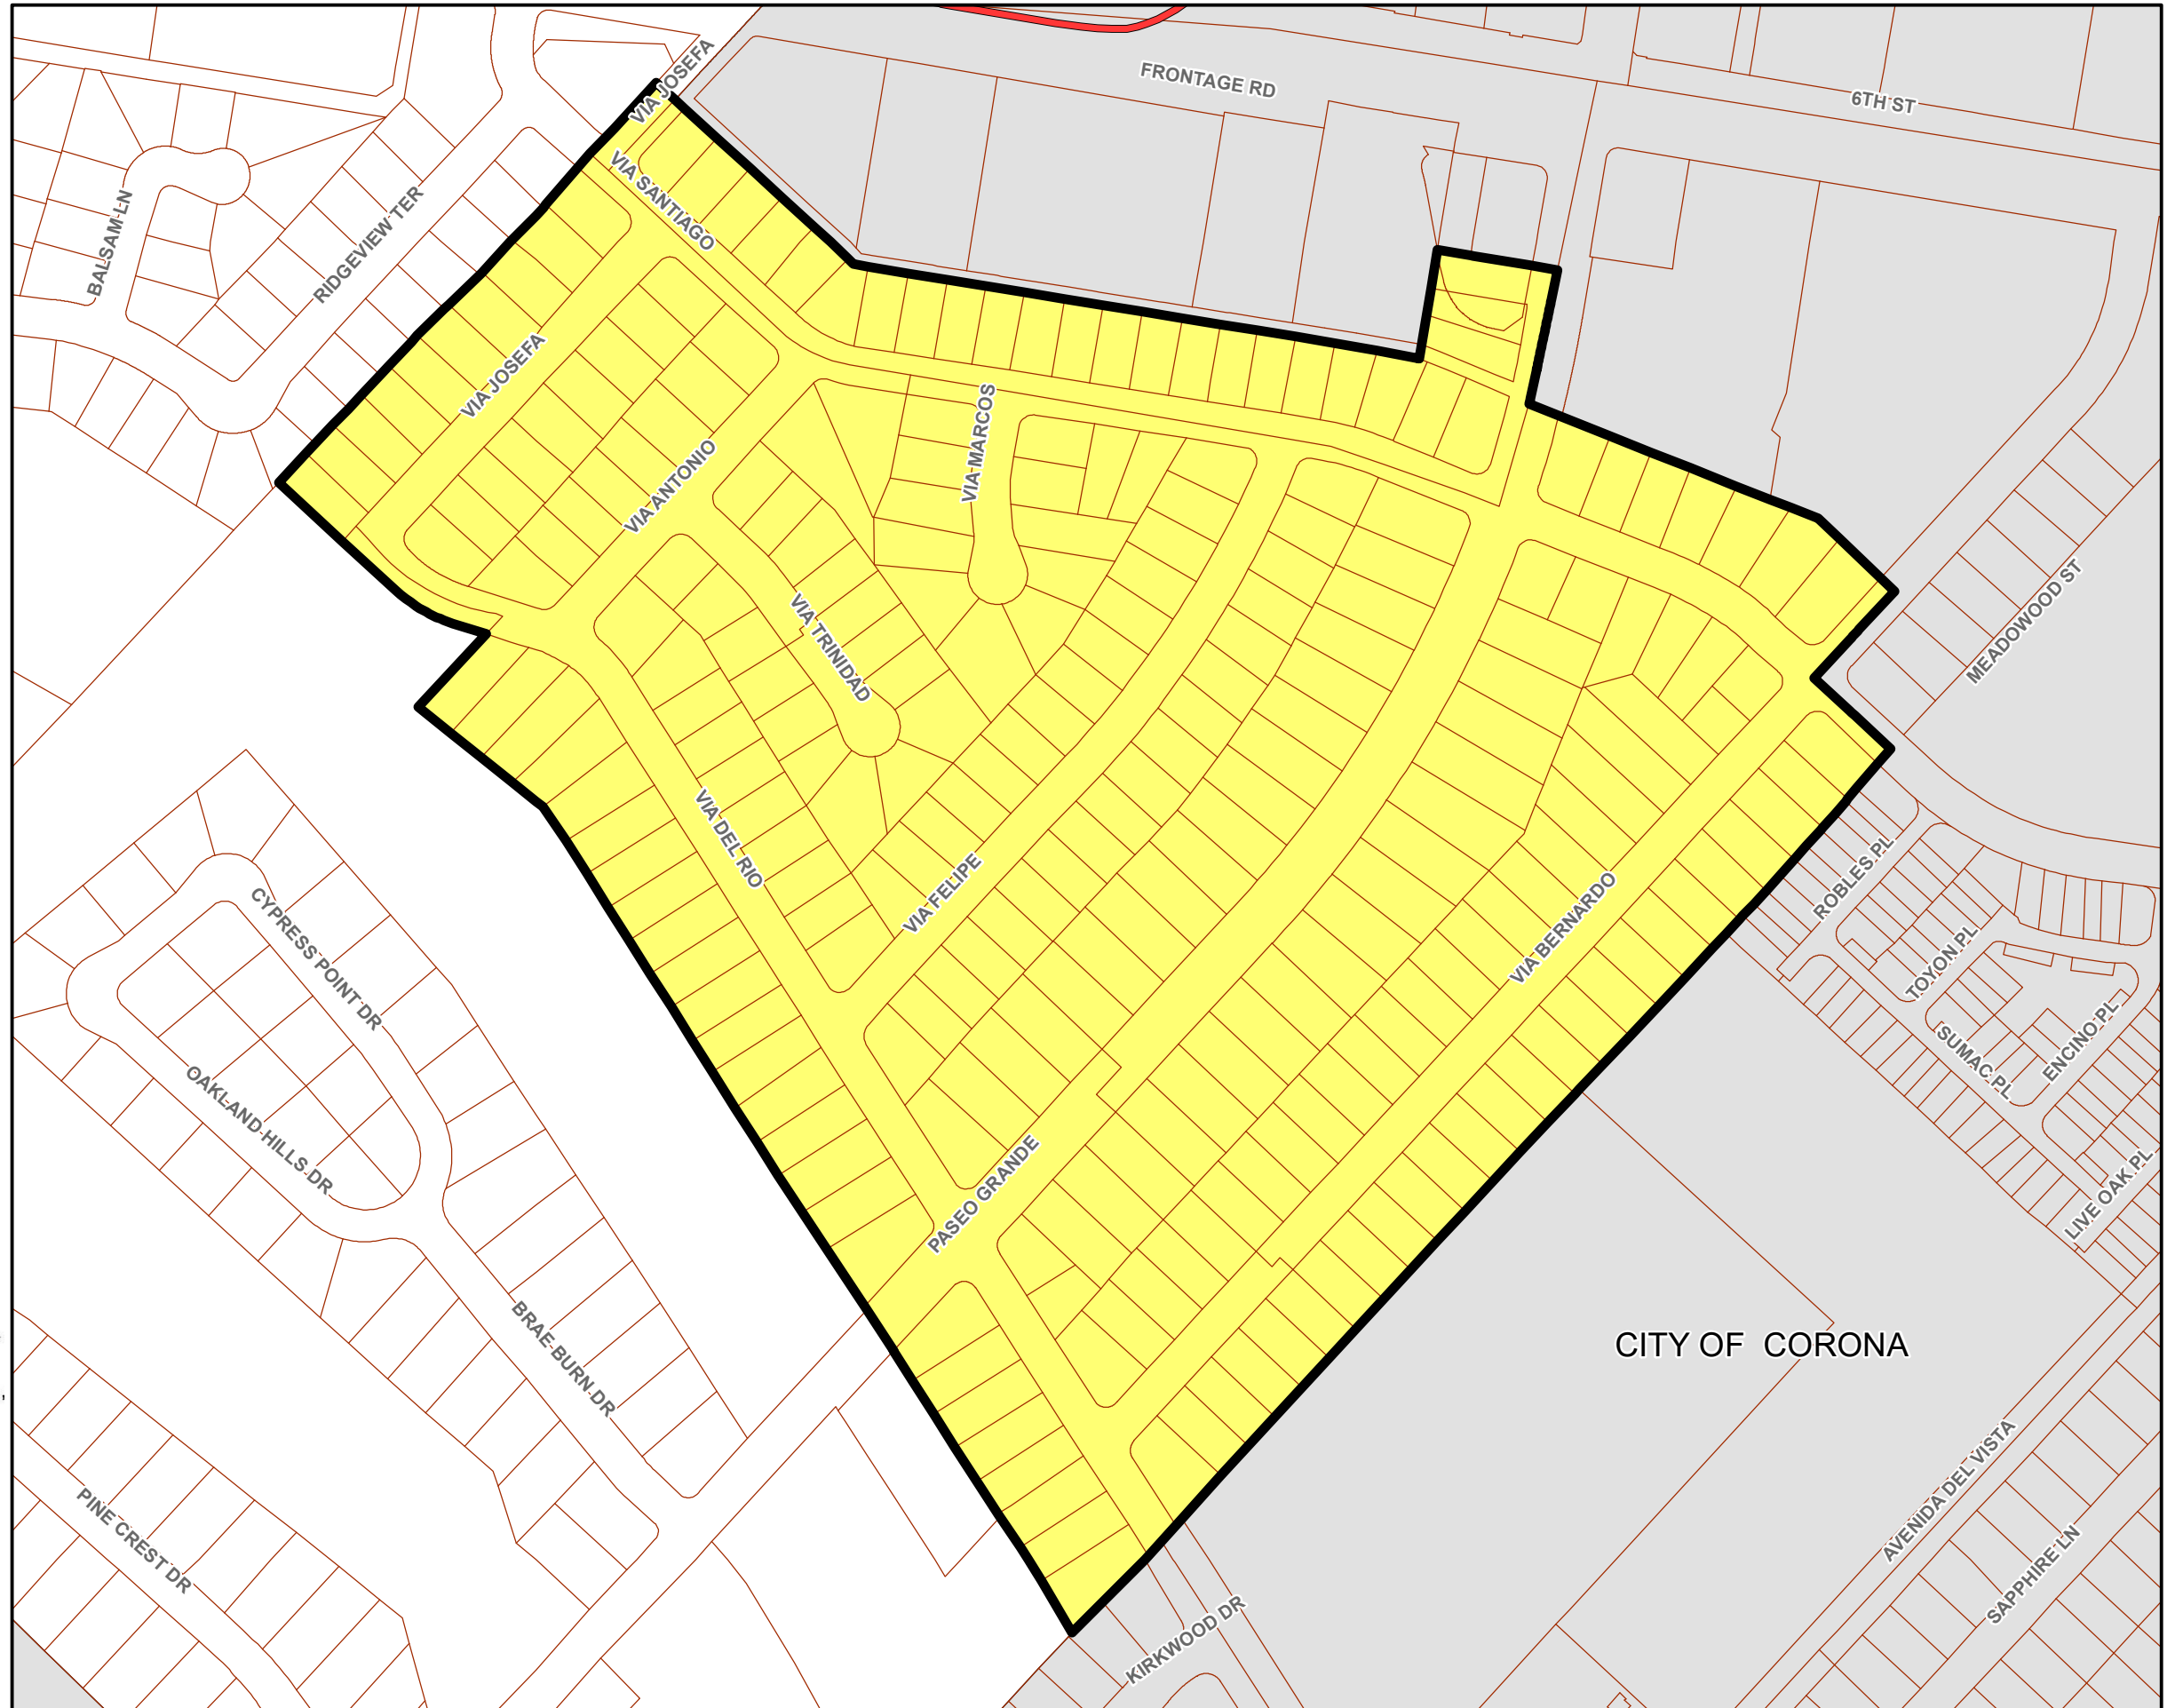 VIA JOSEFA
FRONTAGE RD
6TH ST
VIA SANTIAGO
BALSAM LN
RIDGEVIEW TER
VIA JOSEFA
VIA MARCOS
VIA ANTONIO
VIA TRINIDAD
MEADOWOOD ST
VIA DEL RIO
VIA FELIPE
VIA BERNARDO
ROBLES PL
TOYON PL
SUMAC PL
ENCINO PL
LIVE OAK PL
CYPRESS POINT DR
OAKLAND HILLS DR
PASEO GRANDE
BRAE BURN DR
CITY OF CORONA
PINE CREST DR
AVENIDA DEL VISTA
SAPPHIRE LN
KIRKWOOD DR